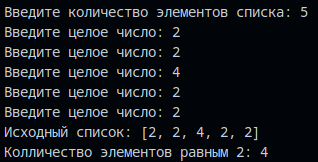 Введите количество элементов списка: 5
Введите целое число: 2
Введите целое число: 2
Введите целое число: 4
Введите целое число: 2
Введите целое число: 2
Исходный список: [2, 2, 4, 2, 2]
Колличество элементов равным 2: 4